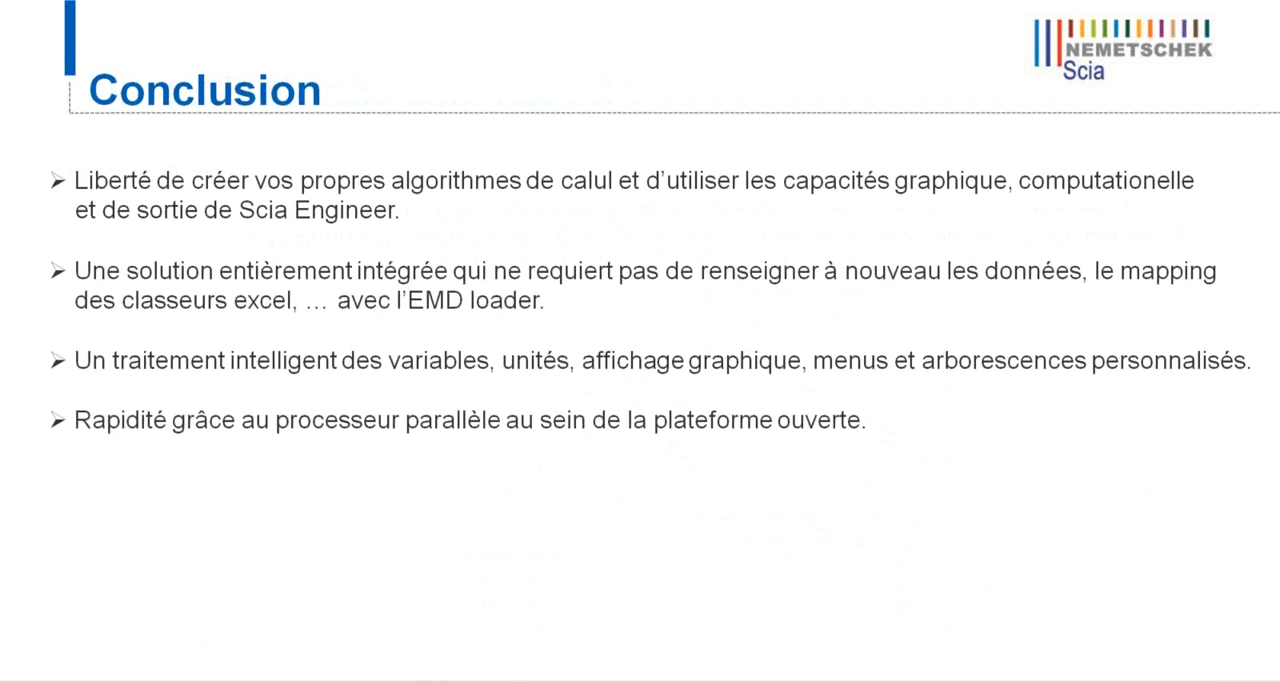 NEMETSCHEK
Scia
Conclusion
➢ Liberté de créer vos propres algorithmes de calul et d’utiliser les capacités graphique, computationelle
et de sortie de Scia Engineer.
➢ Une solution entièrement intégrée qui ne requiert pas de renseigner à nouveau les données, le mapping
des classeurs excel, … avec l’EMD loader.
➢ Un traitement intelligent des variables, unités, affichage graphique, menus et arborescences personnalisés.
➢ Rapidité grâce au processeur parallèle au sein de la plateforme ouverte.